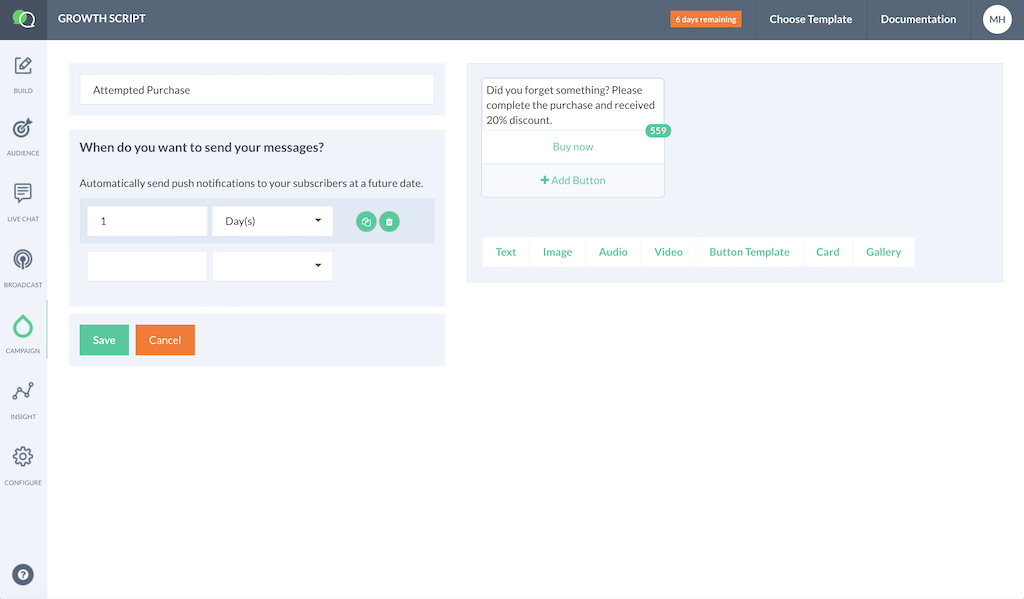 GROWTH SCRIPT
6 days remaining
Choose Template
Documentation
MH
BUILD
AUDIENCE
LIVE CHAT
BROADCAST
CAMPAIGN
INSIGHT
CONFIGURE
?
Attempted Purchase
When do you want to send your messages?
Automatically send push notifications to your subscribers at a future date.
1
Day(s)
Save
Cancel
Did you forget something? Please
complete the purchase and received
20% discount.
559
Buy now
+ Add Button
Text
Image
Audio
Video
Button Template
Card
Gallery